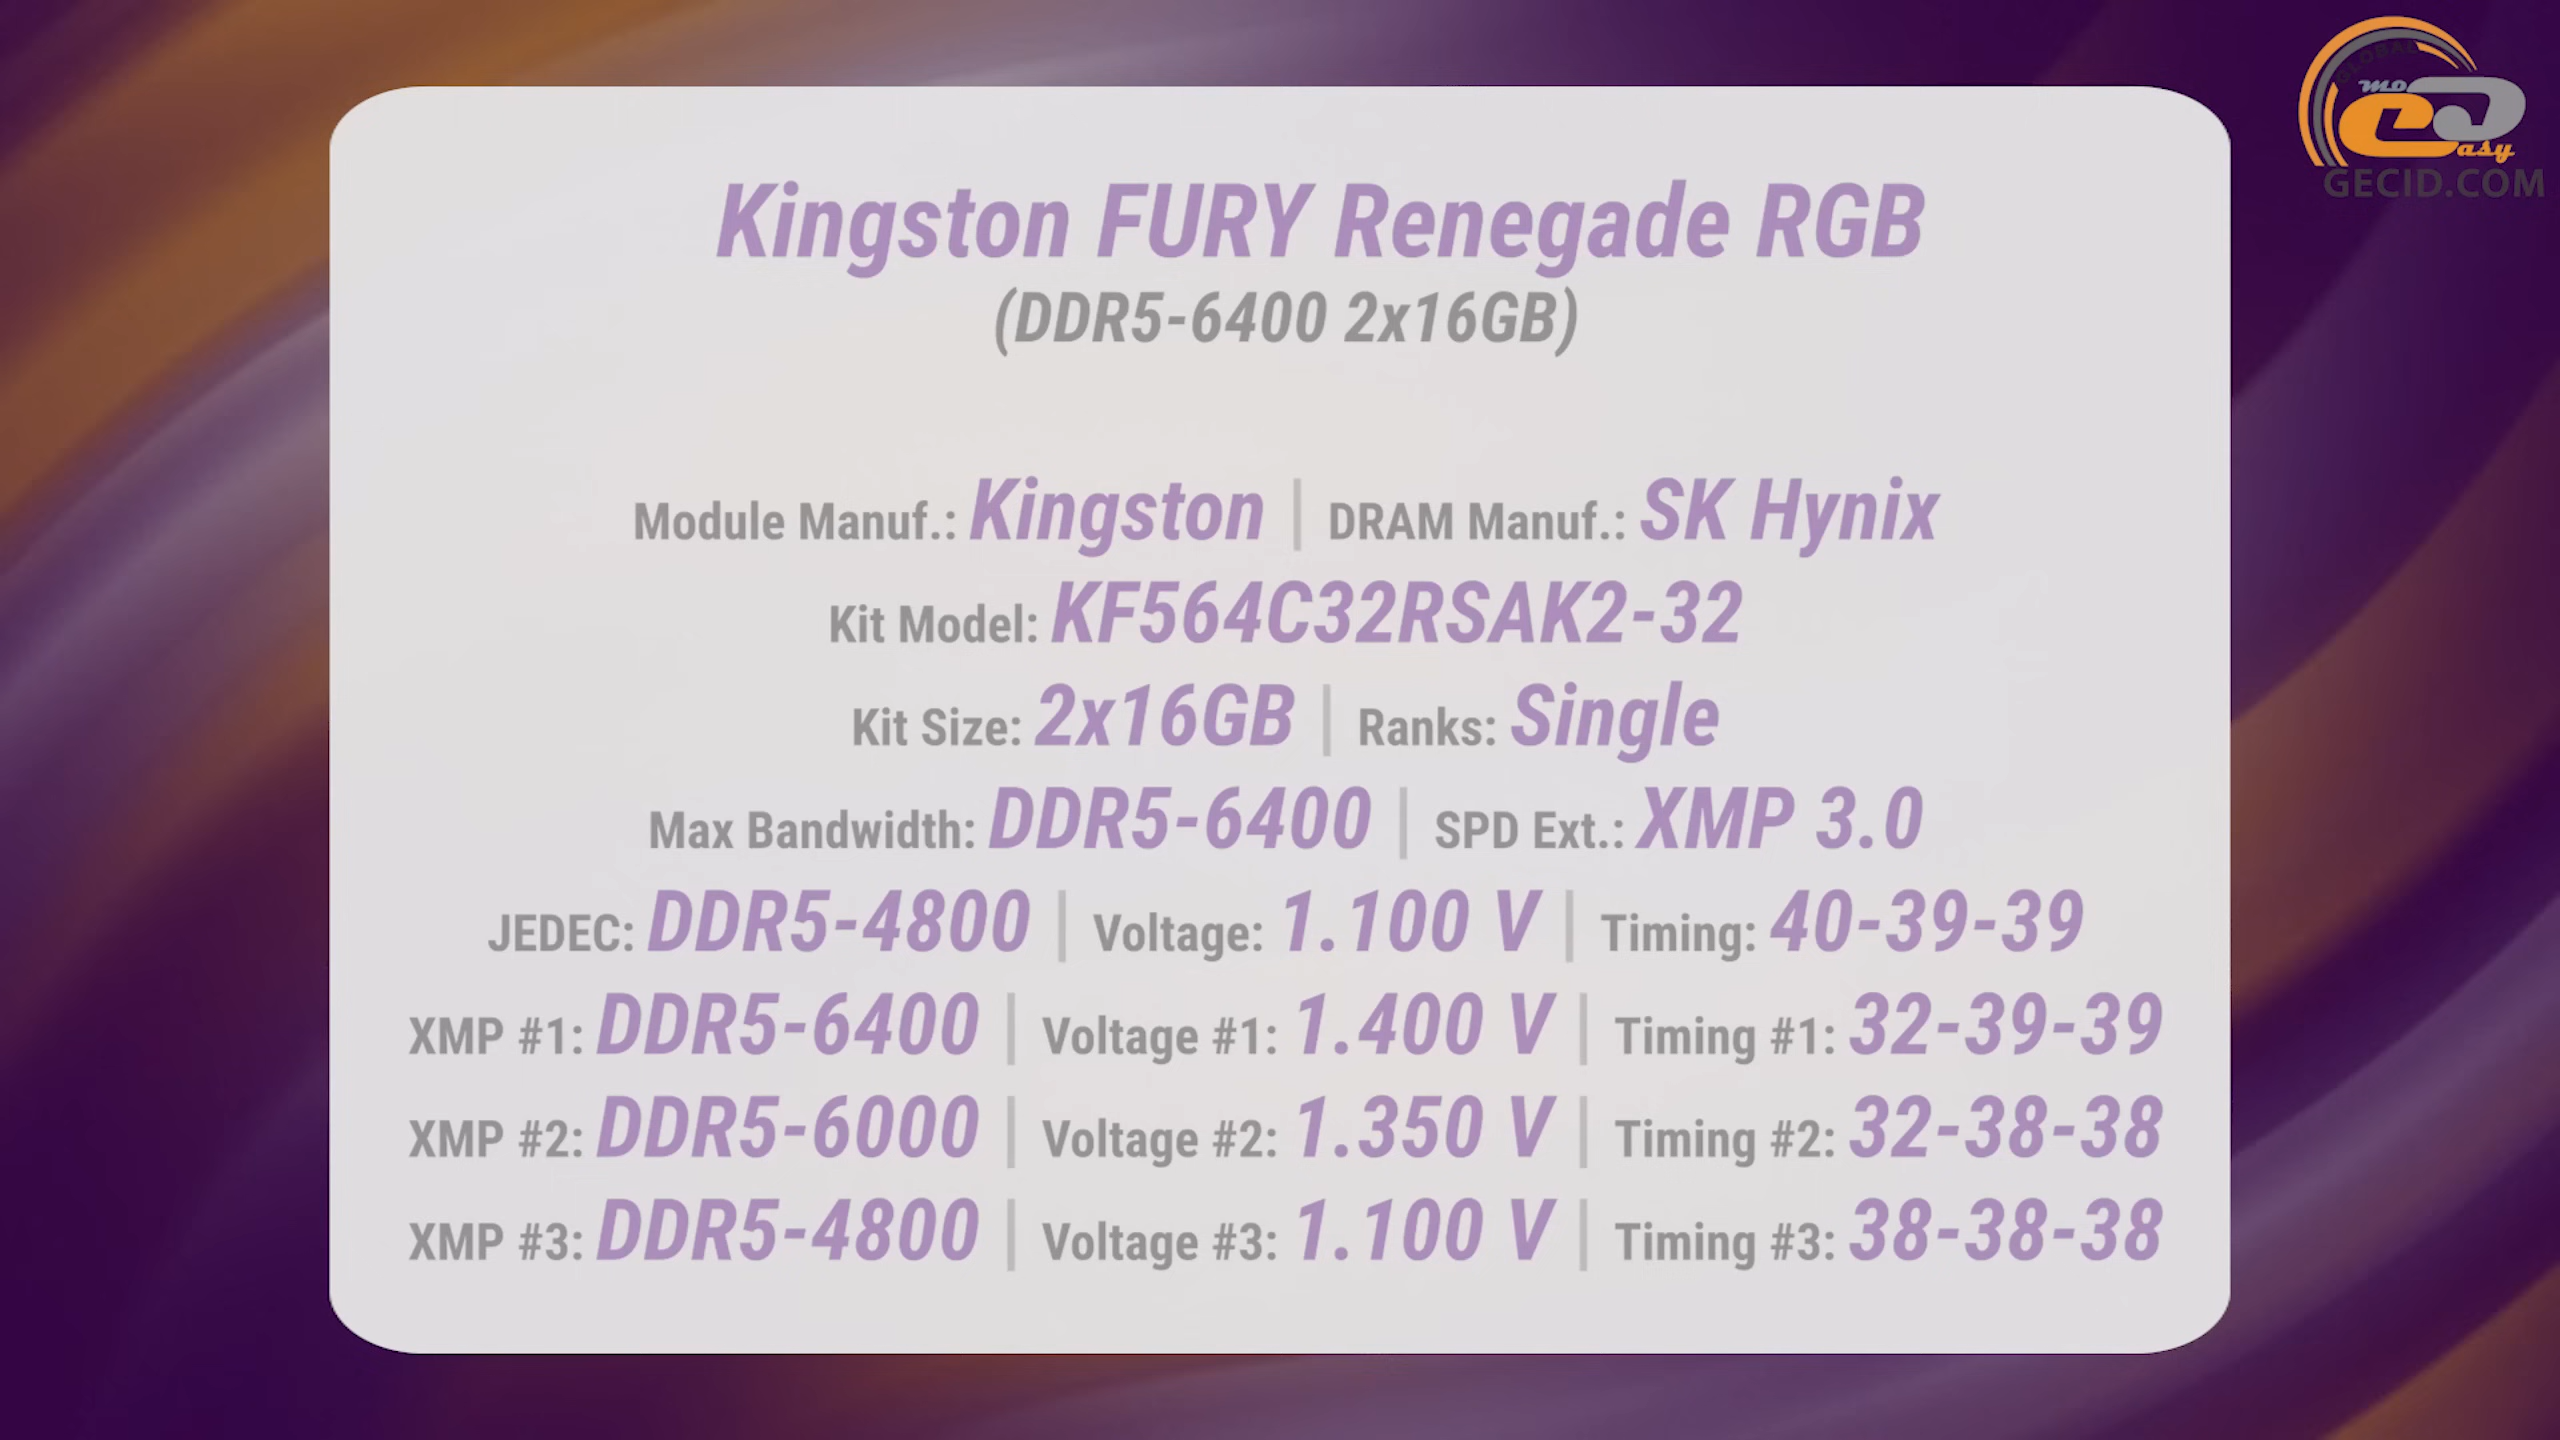 GLOBAL
MO
easy
GECID.COM
Kingston FURY Renegade RGB
(DDR5-6400 2x16GB)
Module Manuf.: Kingston | DRAM Manuf.: SK Hynix
Kit Model: KF564C32RSAK2-32
Kit Size: 2x16GB | Ranks: Single
Max Bandwidth: DDR5-6400 | SPD Ext.: XMP 3.0
JEDEC: DDR5-4800 | Voltage: 1.100 V | Timing: 40-39-39
XMP #1: DDR5-6400 | Voltage #1: 1.400 V | Timing #1: 32-39-39
XMP #2: DDR5-6000 | Voltage #2: 1.350 V | Timing #2: 32-38-38
XMP #3: DDR5-4800 | Voltage #3: 1.100 V | Timing #3: 38-38-38